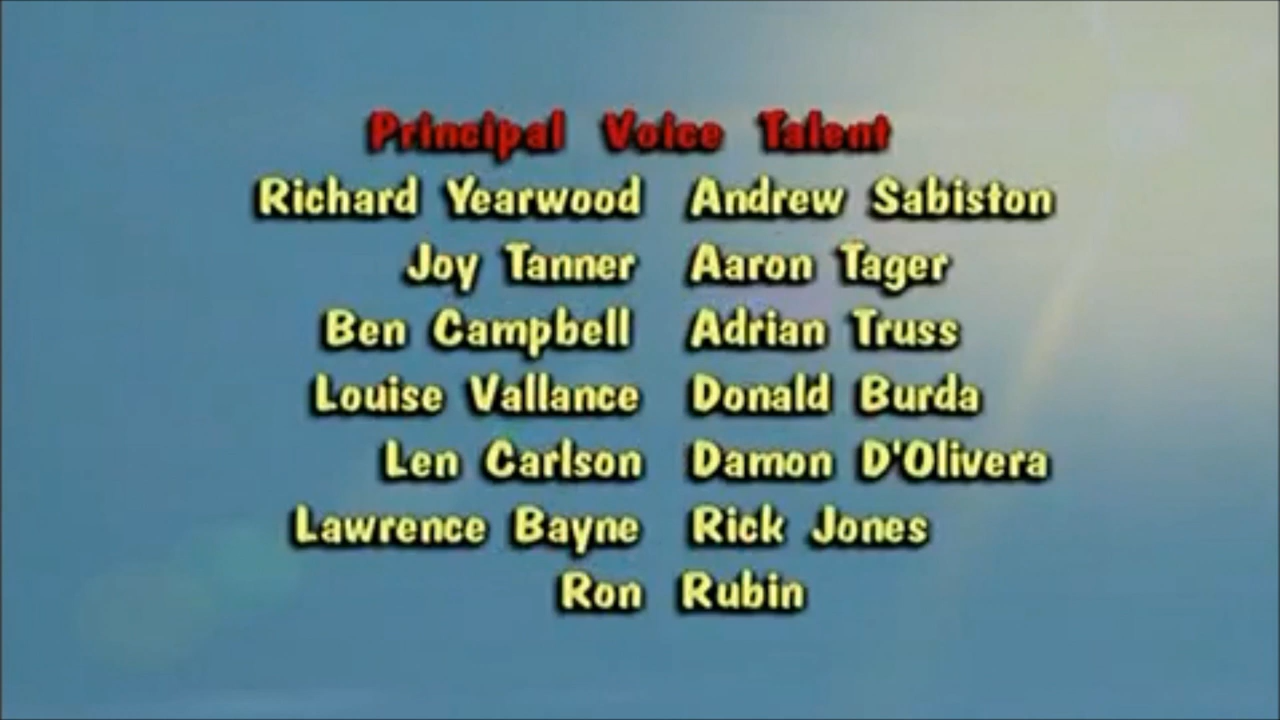 Principal Voice Talent
Richard Yearwood Andrew Sabiston
Joy Tanner Aaron Tager
Ben Campbell Adrian Truss
Louise Vallance Donald Burda
Len Carlson Damon D'Olivera
Lawrence Bayne Rick Jones
Ron Rubin